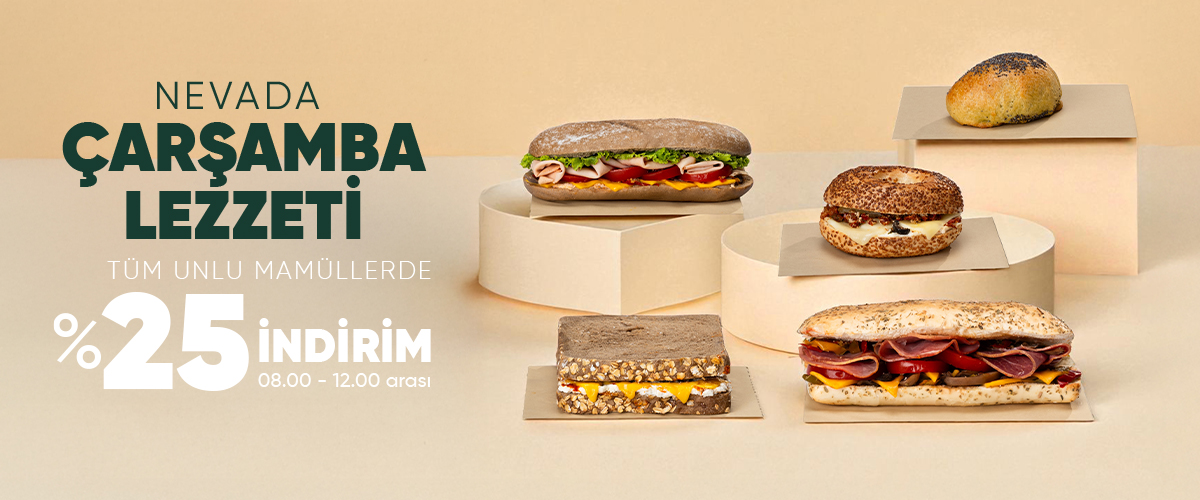 NEVADA
ÇARŞAMBA
LEZZETİ
TÜM UNLU MAMÜLLERDE
%25 İNDİRİM
08.00 - 12.00 arası